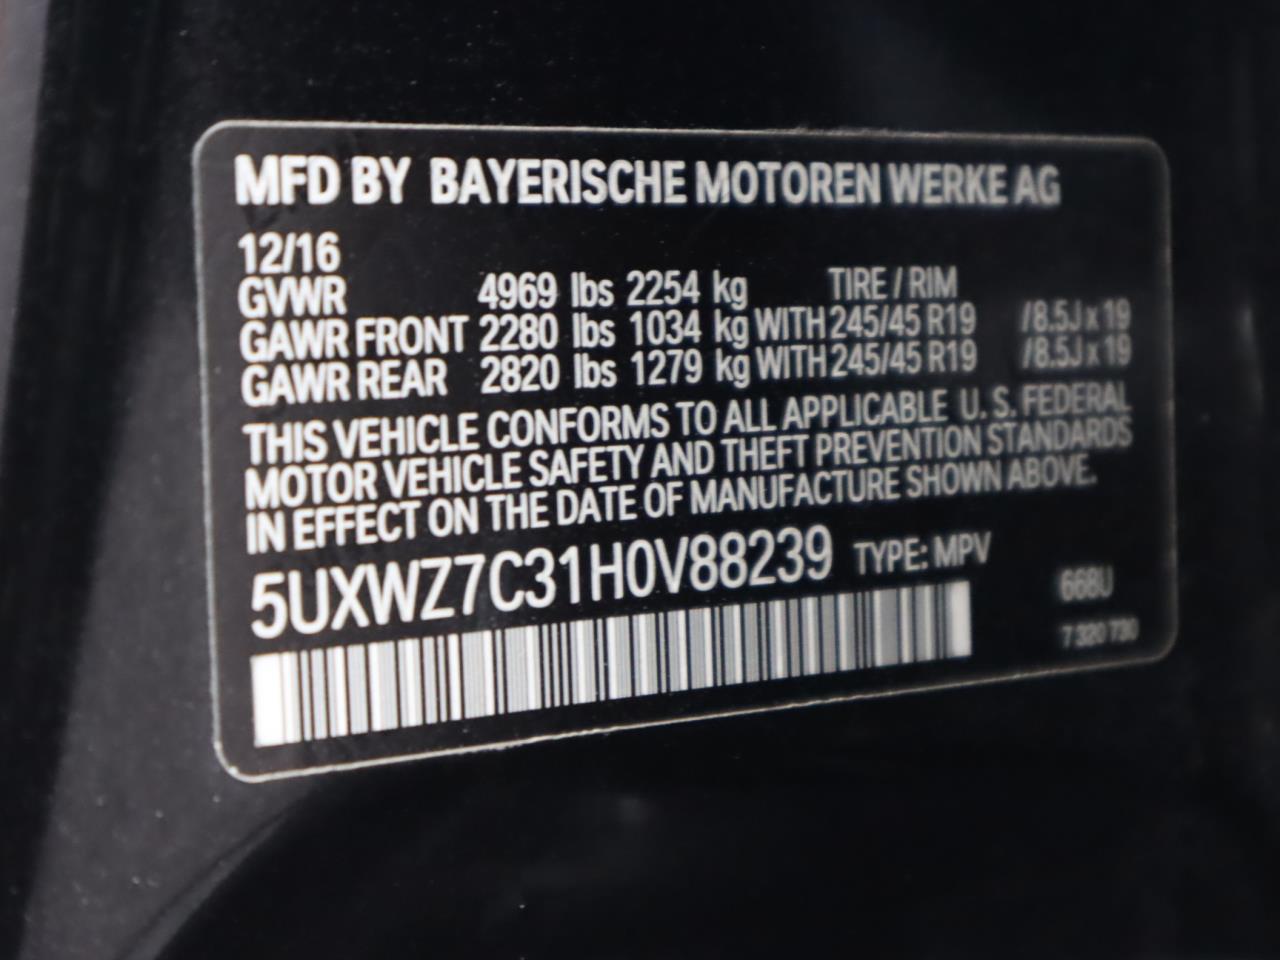 MFD BY BAYERISCHE MOTOREN WERKE AG
12/16
GVWR 4969 lbs 2254 kg TIRE / RIM
GAWR FRONT 2280 lbs 1034 kg WITH 245/45 R19 /8.5J x 19
GAWR REAR 2820 lbs 1279 kg WITH 245/45 R19 /8.5J x 19
THIS VEHICLE CONFORMS TO ALL APPLICABLE U. S. FEDERAL
MOTOR VEHICLE SAFETY AND THEFT PREVENTION STANDARDS
IN EFFECT ON THE DATE OF MANUFACTURE SHOWN ABOVE.
5UXWZ7C31H0V88239 TYPE: MPV
668U
7 320 730